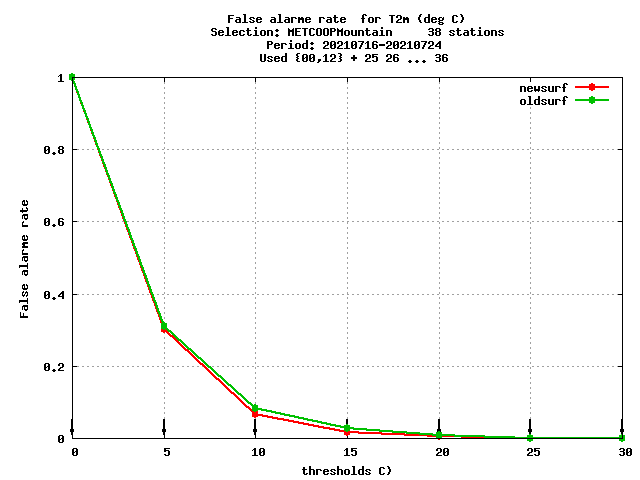 False alarme rate  for T2m (deg C)
Selection: METCOOPMountain     38 stations
Period: 20210716-20210724
Used {00,12} + 25 26 ... 36
newsurf
oldsurf
False alarme rate
1
0.8
0.6
0.4
0.2
0
0 5 10 15 20 25 30
thresholds C)